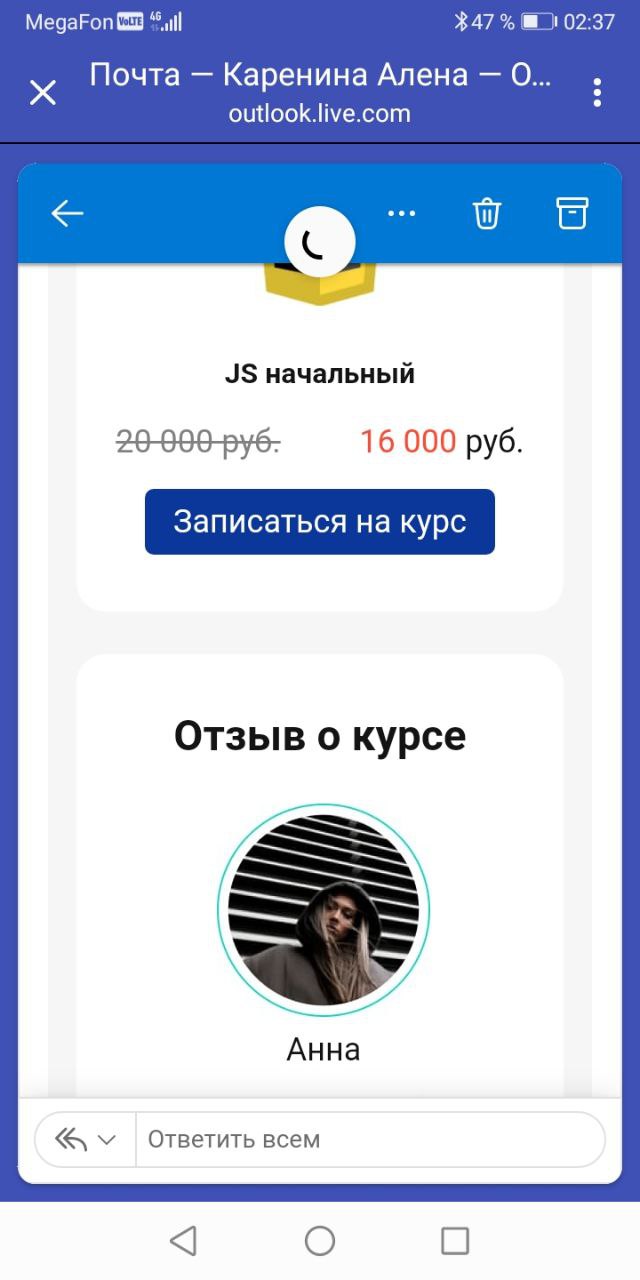 MegaFon VoLTE 4G 47 % 02:37
Почта — Каренина Алена — O...
outlook.live.com
JS начальный
20 000 руб. 16 000 руб.
Записаться на курс
Отзыв о курсе
Анна
Ответить всем